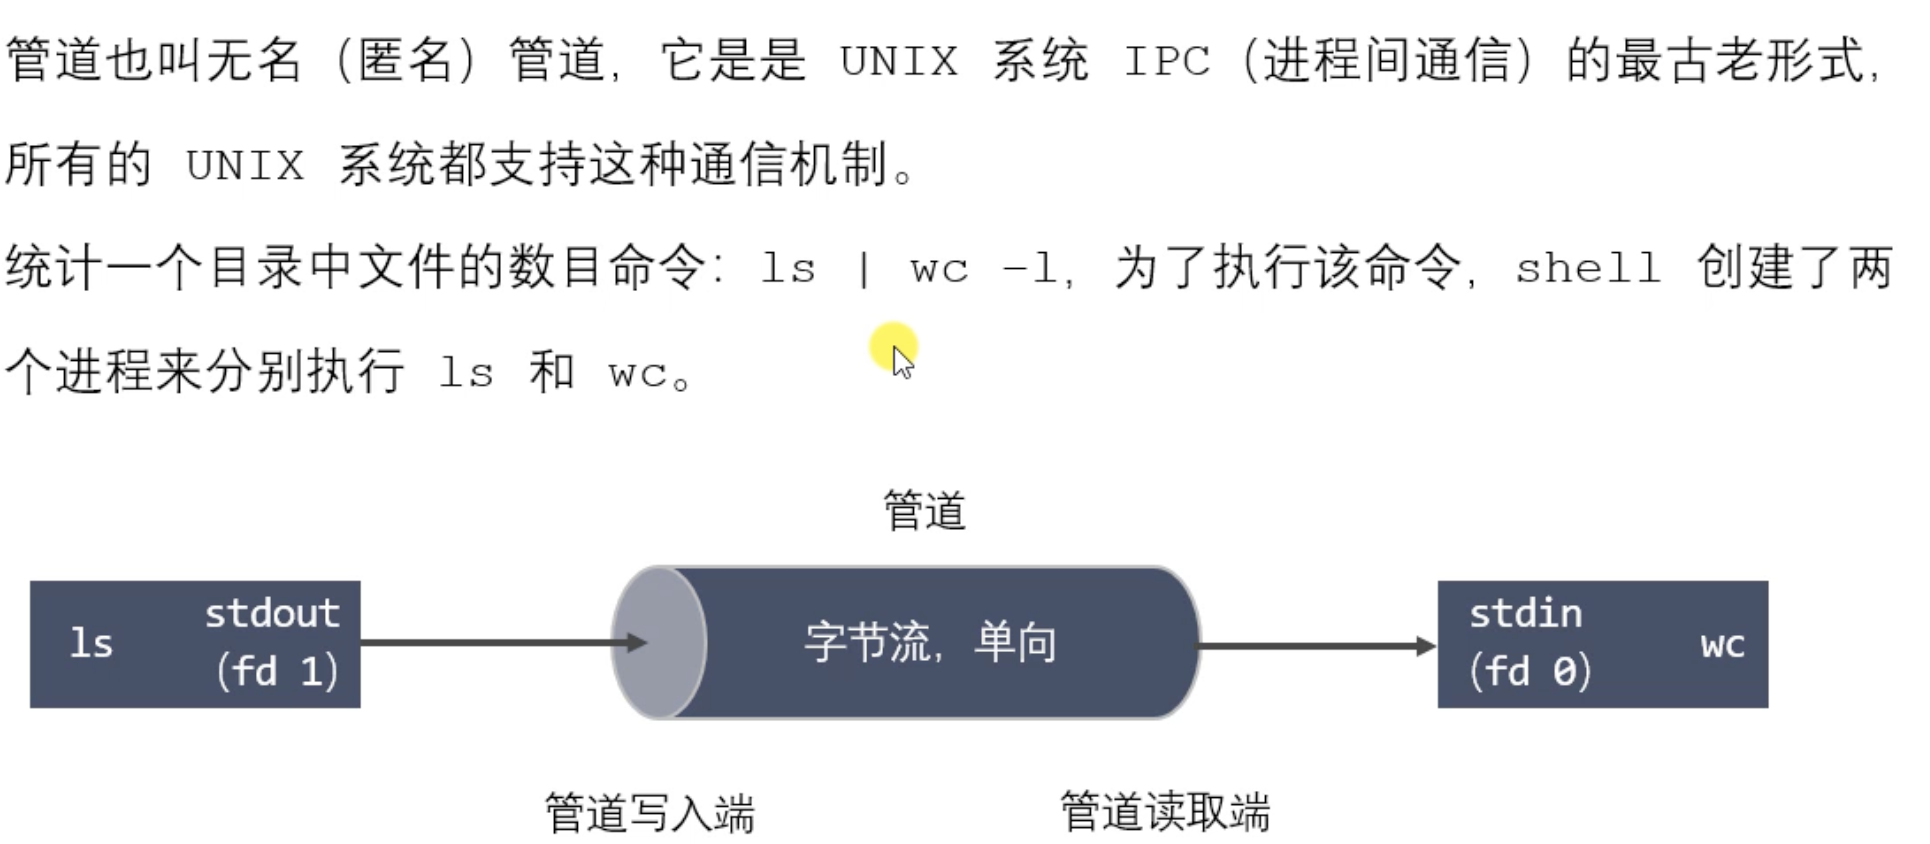 管道也叫无名（匿名）管道，它是是 UNIX 系统 IPC（进程间通信）的最古老形式，
所有的 UNIX 系统都支持这种通信机制。
统计一个目录中文件的数目命令：ls | wc –l，为了执行该命令，shell 创建了两
个进程来分别执行 ls 和 wc。
管道
ls
stdout
(fd 1)
字节流，单向
stdin
(fd 0)
wc
管道写入端
管道读取端